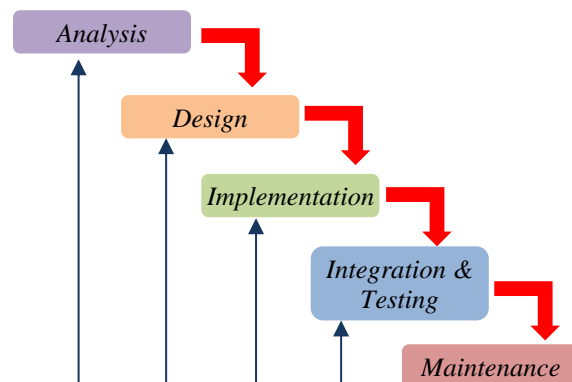 Analysis
Design
Implementation
Integration &
Testing
Maintenance